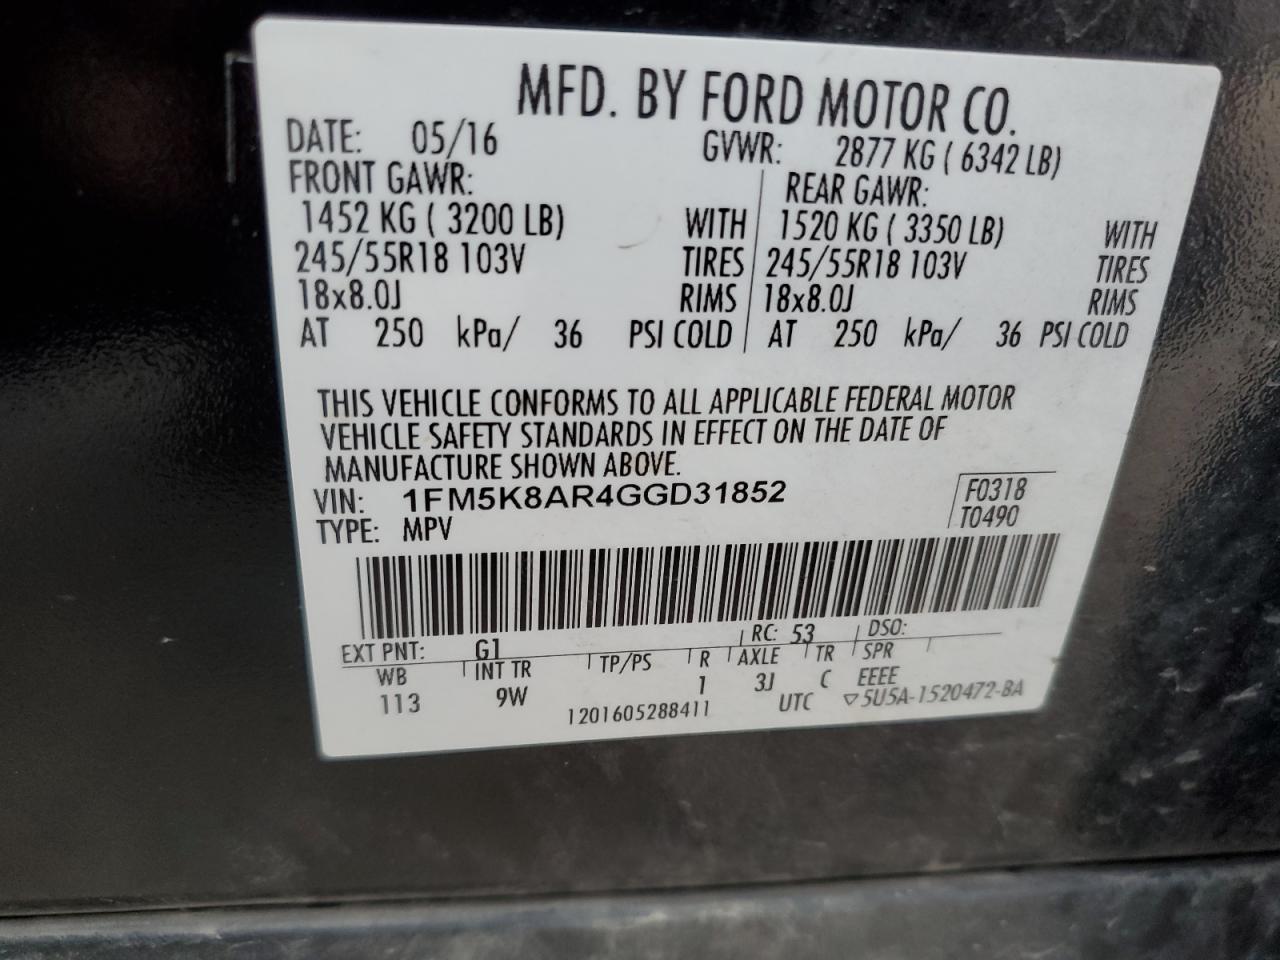 MFD. BY FORD MOTOR CO.
DATE: 05/16 GVWR: 2877 KG ( 6342 LB)
FRONT GAWR: REAR GAWR:
1452 KG ( 3200 LB) WITH 1520 KG ( 3350 LB) WITH
245/55R18 103V TIRES 245/55R18 103V TIRES
18x8.0J RIMS 18x8.0J RIMS
AT 250 kPa/ 36 PSI COLD AT 250 kPa/ 36 PSI COLD
THIS VEHICLE CONFORMS TO ALL APPLICABLE FEDERAL MOTOR
VEHICLE SAFETY STANDARDS IN EFFECT ON THE DATE OF
MANUFACTURE SHOWN ABOVE.
VIN: 1FM5K8AR4GGD31852 F0318
TYPE: MPV T0490
EXT PNT: G1 RC: 53 DSO:
WB INT TR TP/PS R AXLE TR SPR
113 9W 1 3J C EEEE
1201605288411 UTC ▽5U5A-1520472-BA